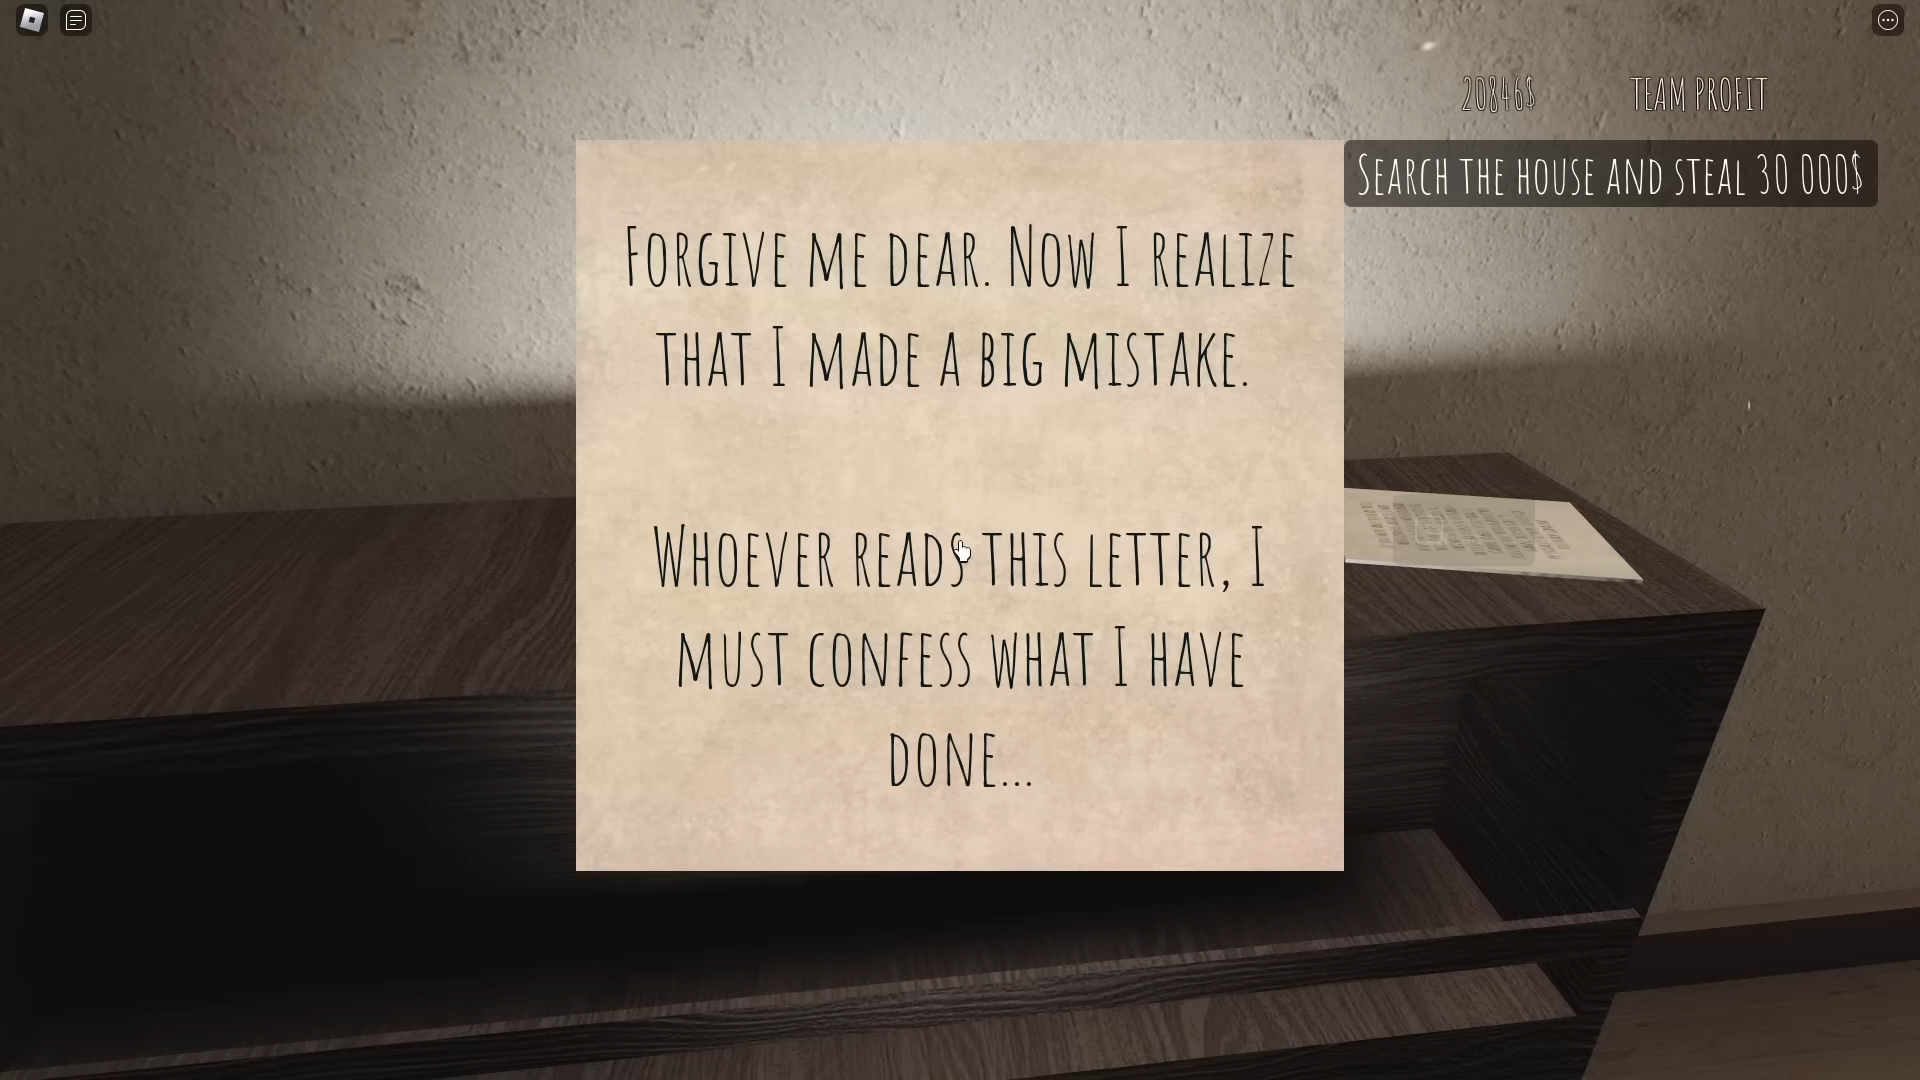 20846$ TEAM PROFIT
SEARCH THE HOUSE AND STEAL 30 000$
FORGIVE ME DEAR. NOW I REALIZE
THAT I MADE A BIG MISTAKE.
WHOEVER READS THIS LETTER, I
MUST CONFESS WHAT I HAVE
DONE...